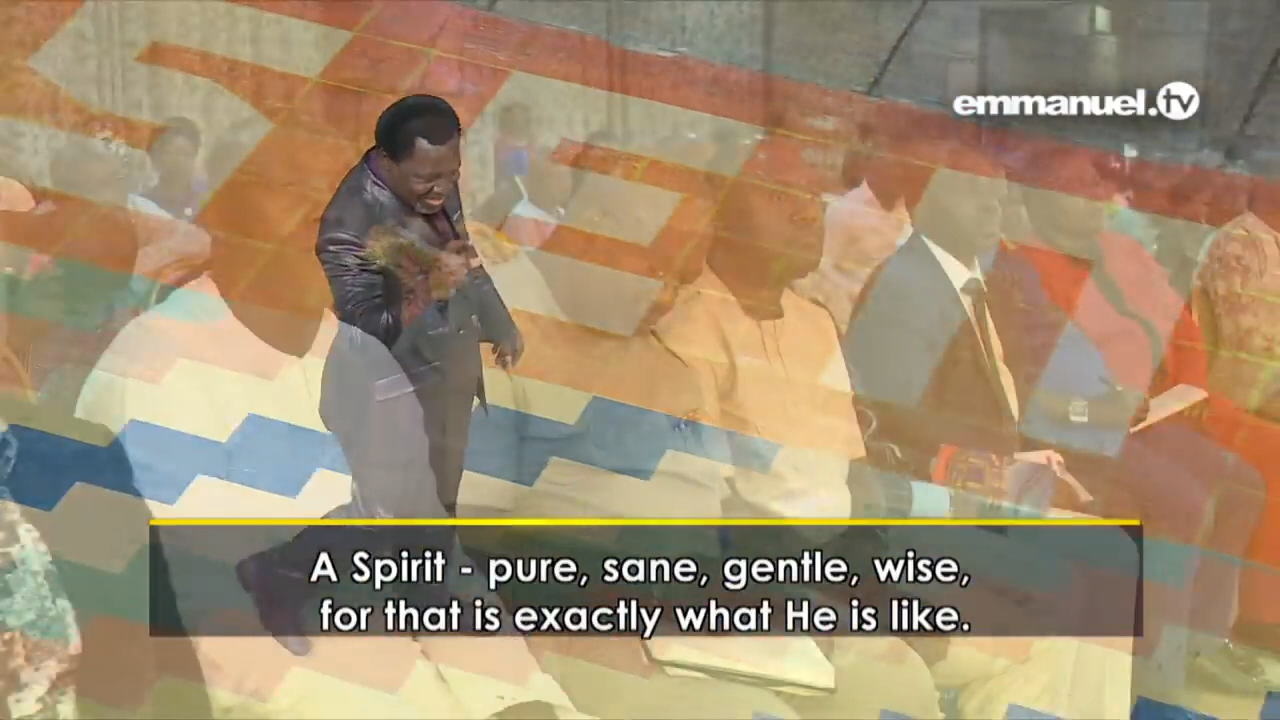 emmanuel.tv
A Spirit - pure, sane, gentle, wise,
for that is exactly what He is like.